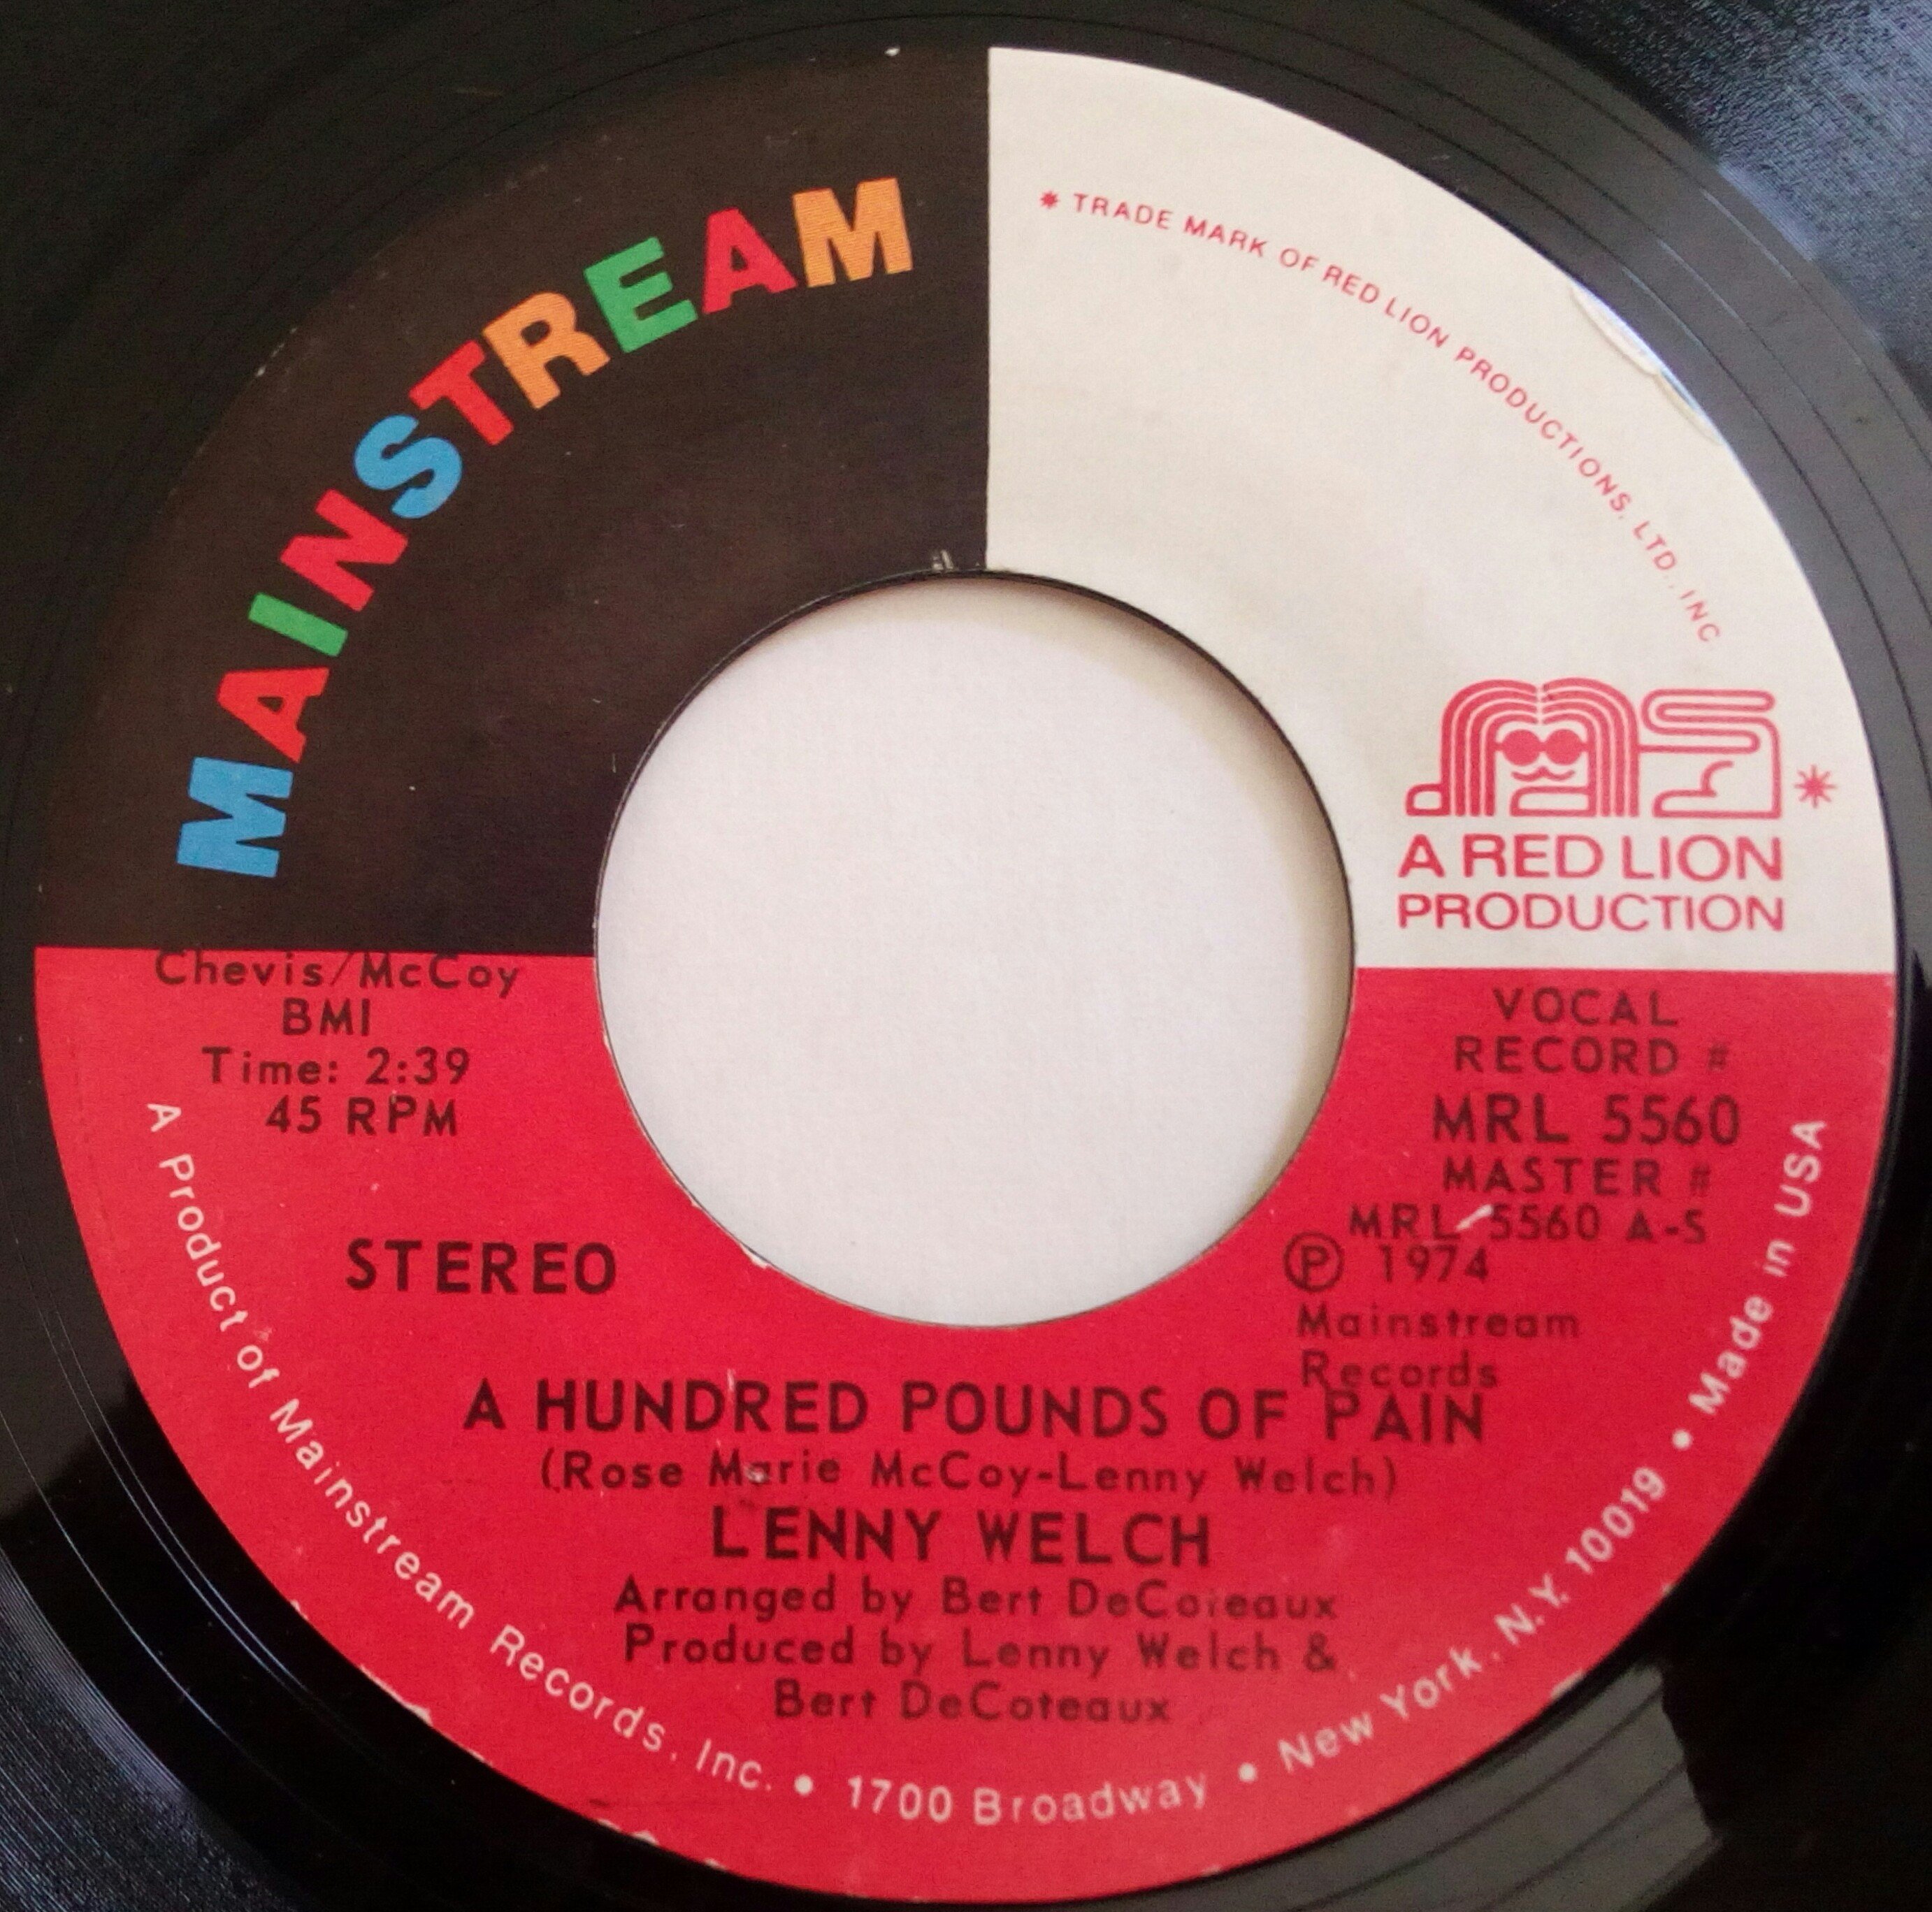 MAINSTREAM
* TRADE MARK OF RED LION PRODUCTIONS, LTD., INC
ms*
A RED LION
PRODUCTION
Chevis/McCoy
BMI
Time: 2:39
45 RPM
STEREO
VOCAL
RECORD #
MRL 5560
MASTER #
MRL 5560 A-S
Ⓟ 1974
Mainstream
Records
A HUNDRED POUNDS OF PAIN
(Rose Marie McCoy-Lenny Welch)
LENNY WELCH
Arranged by Bert DeCoteaux
Produced by Lenny Welch &
Bert DeCoteaux
A Product of Mainstream Records, Inc. • 1700 Broadway • New York, N.Y. 10019 • Made in USA